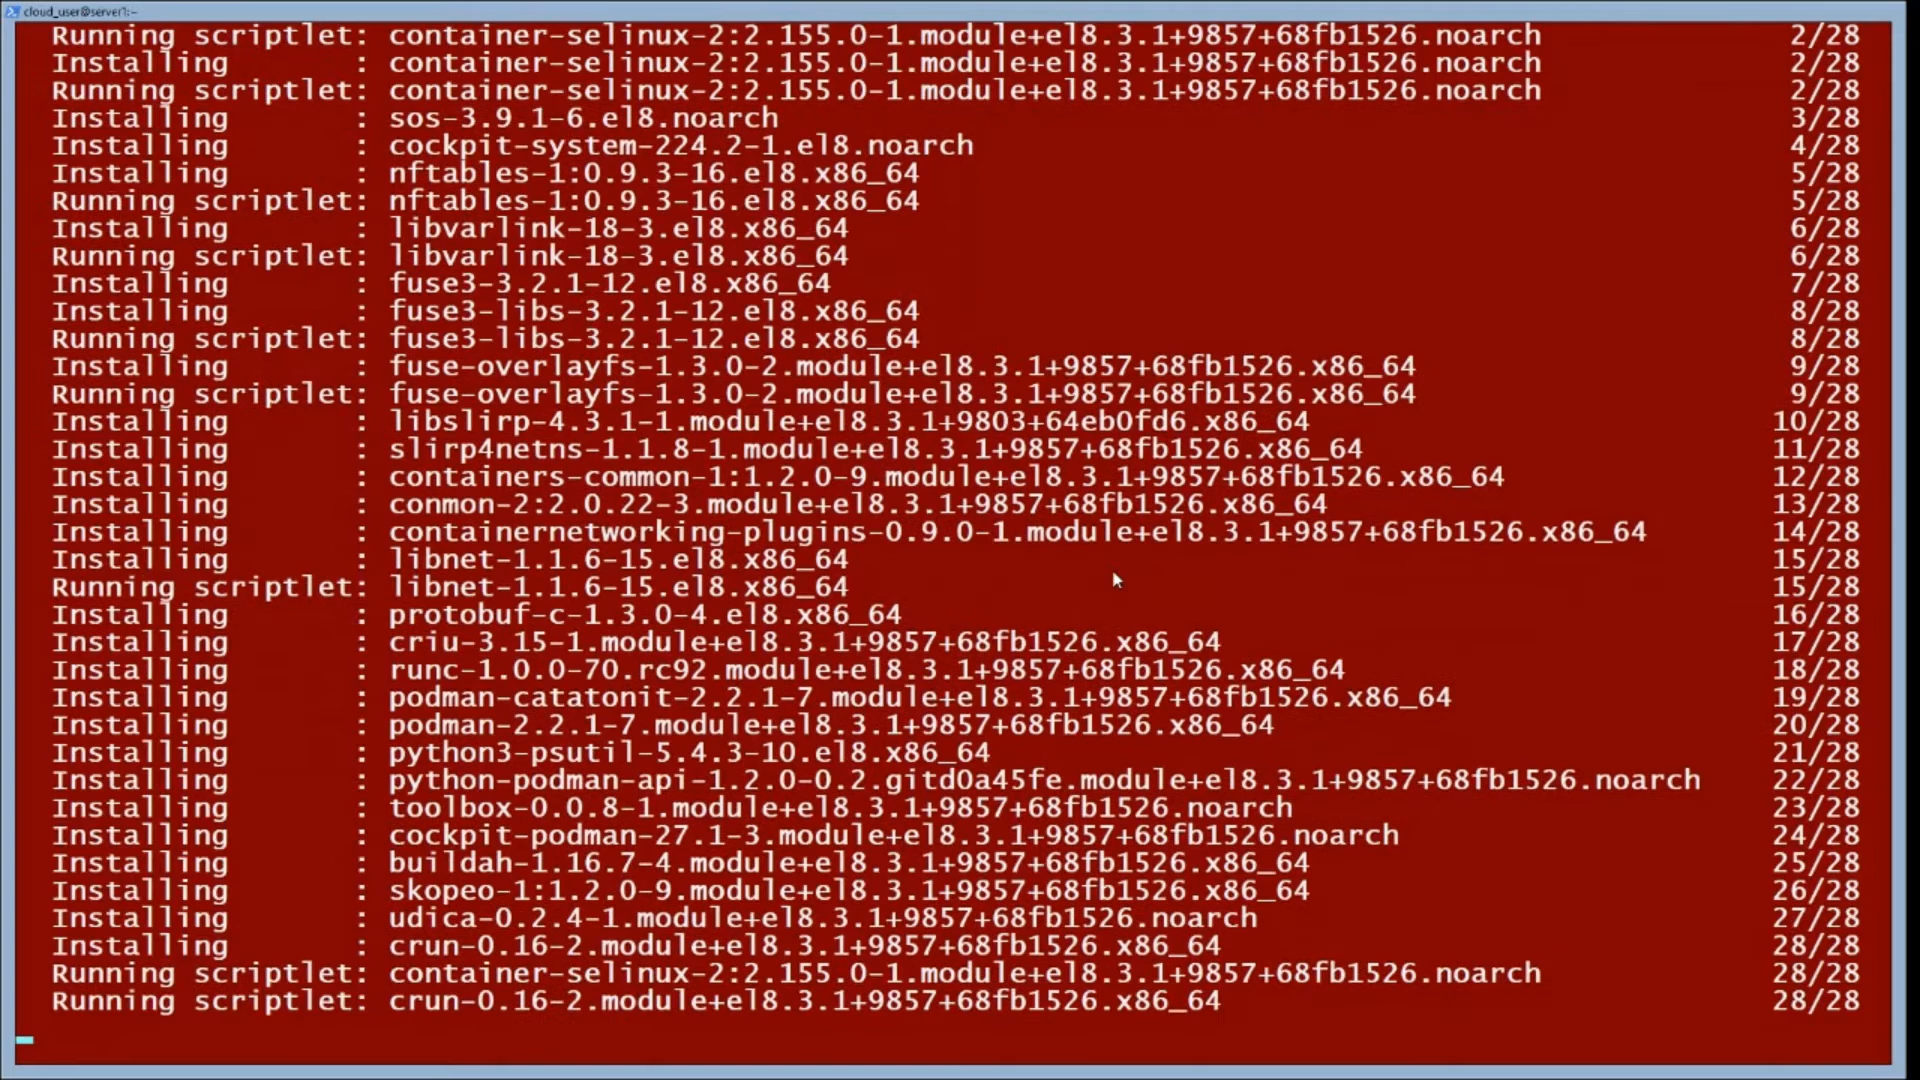 cloud_user@server1:~
Running scriptlet: container-selinux-2:2.155.0-1.module+el8.3.1+9857+68fb1526.noarch 2/28
Installing : container-selinux-2:2.155.0-1.module+el8.3.1+9857+68fb1526.noarch 2/28
Running scriptlet: container-selinux-2:2.155.0-1.module+el8.3.1+9857+68fb1526.noarch 2/28
Installing : sos-3.9.1-6.el8.noarch 3/28
Installing : cockpit-system-224.2-1.el8.noarch 4/28
Installing : nftables-1:0.9.3-16.el8.x86_64 5/28
Running scriptlet: nftables-1:0.9.3-16.el8.x86_64 5/28
Installing : libvarlink-18-3.el8.x86_64 6/28
Running scriptlet: libvarlink-18-3.el8.x86_64 6/28
Installing : fuse3-3.2.1-12.el8.x86_64 7/28
Installing : fuse3-libs-3.2.1-12.el8.x86_64 8/28
Running scriptlet: fuse3-libs-3.2.1-12.el8.x86_64 8/28
Installing : fuse-overlayfs-1.3.0-2.module+el8.3.1+9857+68fb1526.x86_64 9/28
Running scriptlet: fuse-overlayfs-1.3.0-2.module+el8.3.1+9857+68fb1526.x86_64 9/28
Installing : libslirp-4.3.1-1.module+el8.3.1+9803+64eb0fd6.x86_64 10/28
Installing : slirp4netns-1.1.8-1.module+el8.3.1+9857+68fb1526.x86_64 11/28
Installing : containers-common-1:1.2.0-9.module+el8.3.1+9857+68fb1526.x86_64 12/28
Installing : conmon-2:2.0.22-3.module+el8.3.1+9857+68fb1526.x86_64 13/28
Installing : containernetworking-plugins-0.9.0-1.module+el8.3.1+9857+68fb1526.x86_64 14/28
Installing : libnet-1.1.6-15.el8.x86_64 15/28
Running scriptlet: libnet-1.1.6-15.el8.x86_64 15/28
Installing : protobuf-c-1.3.0-4.el8.x86_64 16/28
Installing : criu-3.15-1.module+el8.3.1+9857+68fb1526.x86_64 17/28
Installing : runc-1.0.0-70.rc92.module+el8.3.1+9857+68fb1526.x86_64 18/28
Installing : podman-catatonit-2.2.1-7.module+el8.3.1+9857+68fb1526.x86_64 19/28
Installing : podman-2.2.1-7.module+el8.3.1+9857+68fb1526.x86_64 20/28
Installing : python3-psutil-5.4.3-10.el8.x86_64 21/28
Installing : python-podman-api-1.2.0-0.2.gitd0a45fe.module+el8.3.1+9857+68fb1526.noarch 22/28
Installing : toolbox-0.0.8-1.module+el8.3.1+9857+68fb1526.noarch 23/28
Installing : cockpit-podman-27.1-3.module+el8.3.1+9857+68fb1526.noarch 24/28
Installing : buildah-1.16.7-4.module+el8.3.1+9857+68fb1526.x86_64 25/28
Installing : skopeo-1:1.2.0-9.module+el8.3.1+9857+68fb1526.x86_64 26/28
Installing : udica-0.2.4-1.module+el8.3.1+9857+68fb1526.noarch 27/28
Installing : crun-0.16-2.module+el8.3.1+9857+68fb1526.x86_64 28/28
Running scriptlet: container-selinux-2:2.155.0-1.module+el8.3.1+9857+68fb1526.noarch 28/28
Running scriptlet: crun-0.16-2.module+el8.3.1+9857+68fb1526.x86_64 28/28